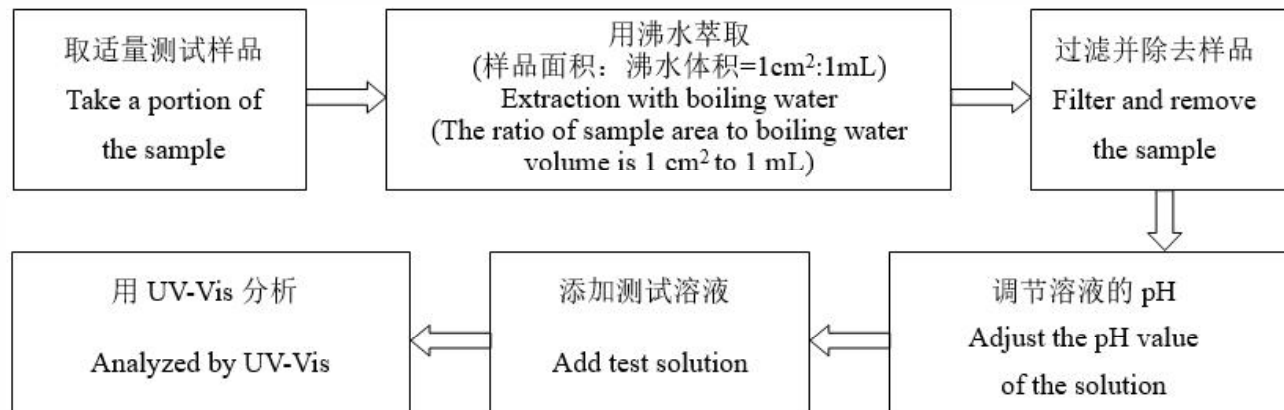 取适量测试样品
Take a portion of
the sample
用沸水萃取
(样品面积：沸水体积=1cm²:1mL)
Extraction with boiling water
(The ratio of sample area to boiling water
volume is 1 cm² to 1 mL)
过滤并除去样品
Filter and remove
the sample
调节溶液的 pH
Adjust the pH value
of the solution
添加测试溶液
Add test solution
用 UV-Vis 分析
Analyzed by UV-Vis